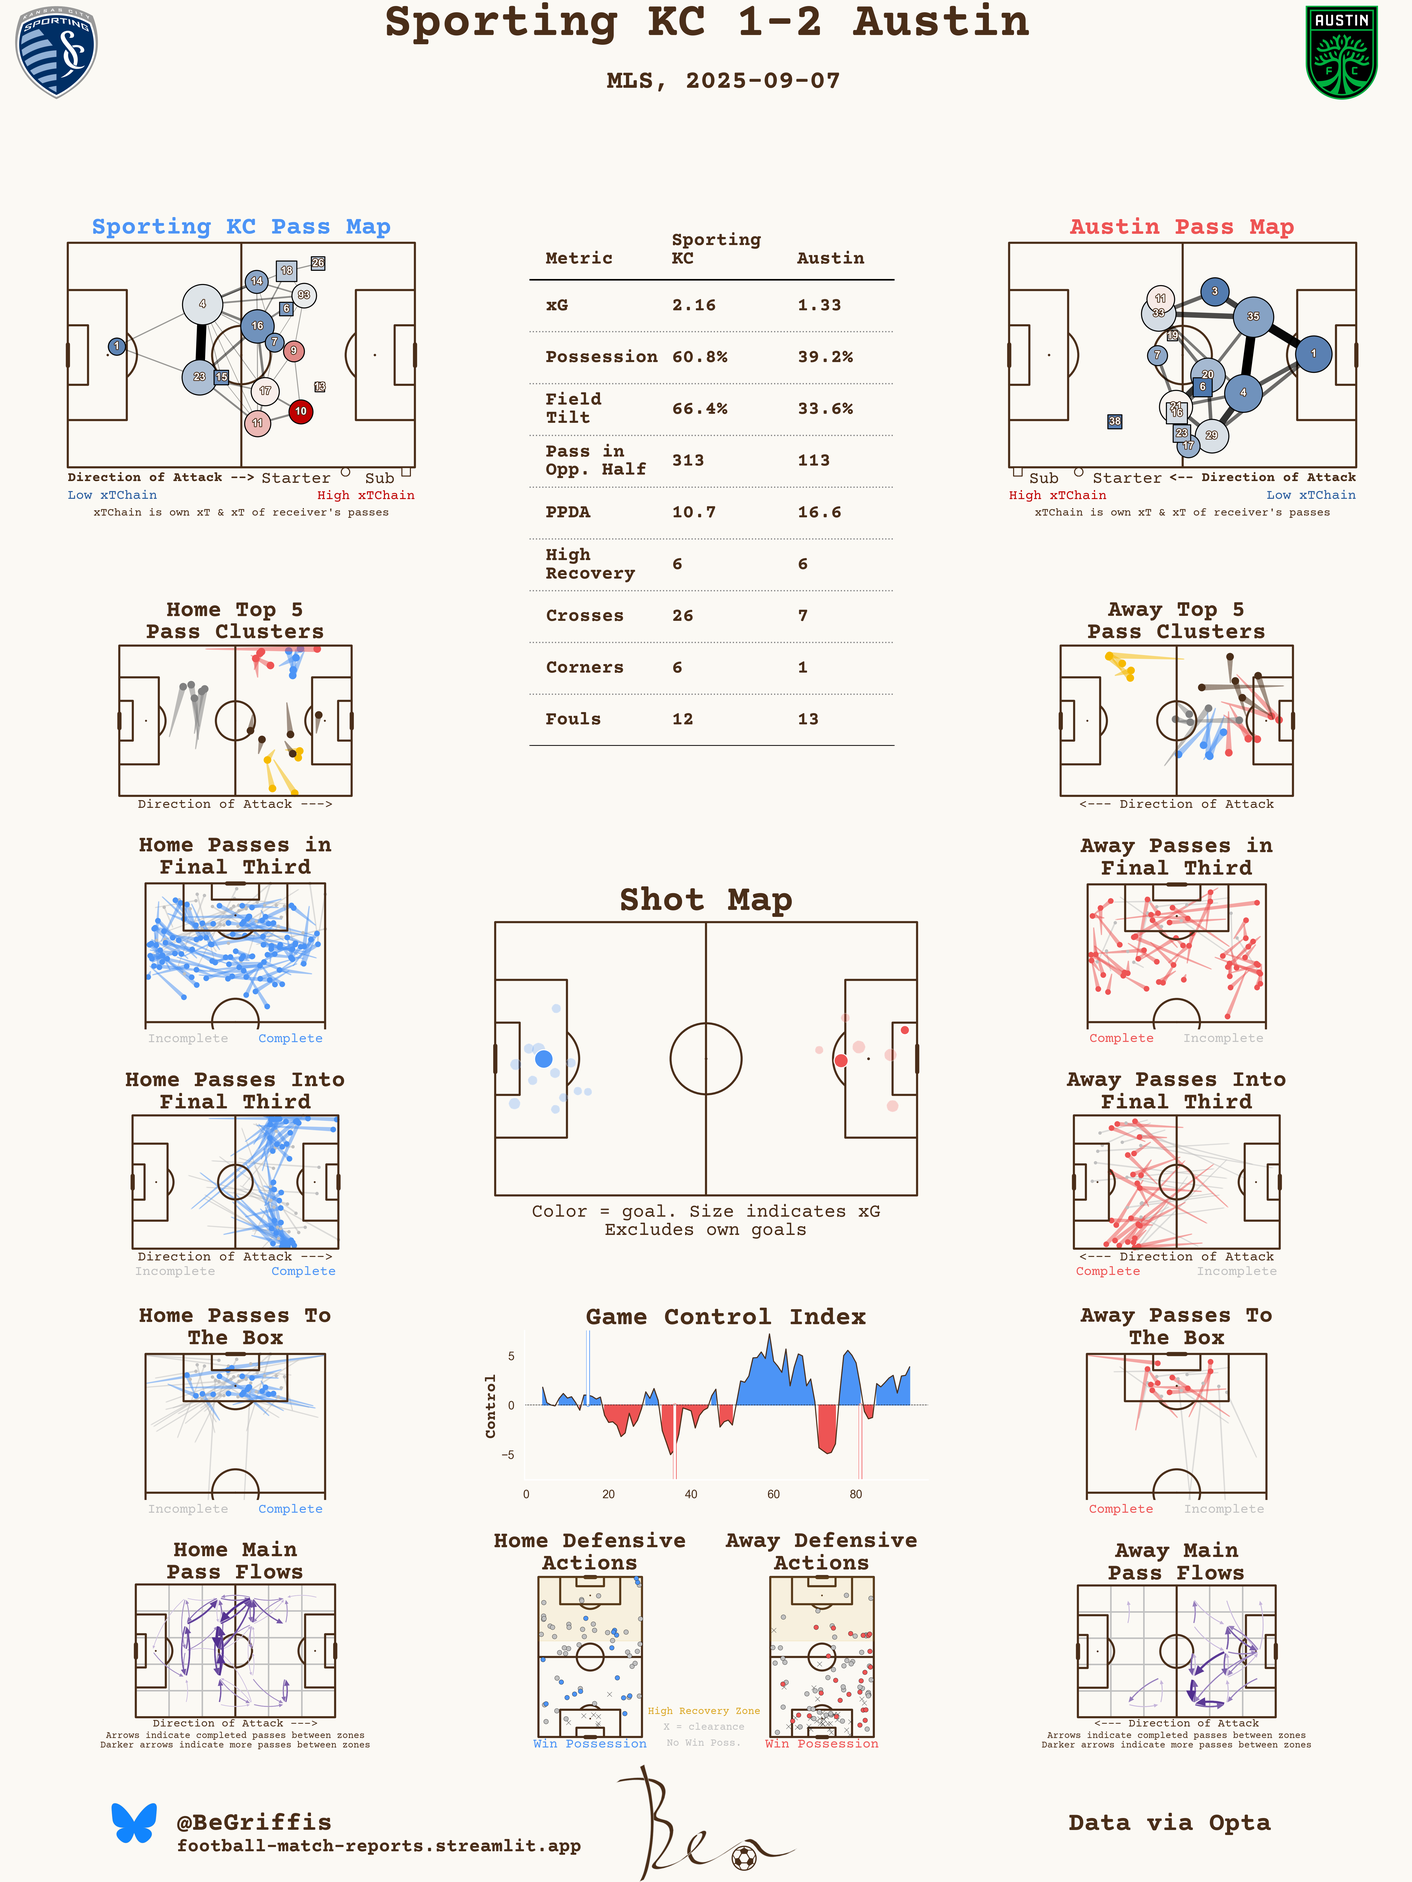 Sporting KC 1-2 Austin
MLS, 2025-09-07
KANSAS CITY
SPORTING
AUSTIN
F C
Sporting KC Pass Map
4
14
18
26
93
6
16
7
9
1
23
15
17
13
11
10
Direction of Attack --> Starter Sub
Low xTChain High xTChain
xTChain is own xT & xT of receiver's passes
Metric Sporting KC Austin
xG 2.16 1.33
Possession 60.8% 39.2%
Field Tilt 66.4% 33.6%
Pass in Opp. Half 313 113
PPDA 10.7 16.6
High Recovery 6 6
Crosses 26 7
Corners 6 1
Fouls 12 13
Austin Pass Map
11
33
3
35
19
7
1
20
6
4
21
16
38
23
29
17
Sub Starter <-- Direction of Attack
High xTChain Low xTChain
xTChain is own xT & xT of receiver's passes
Home Top 5
Pass Clusters
Direction of Attack --->
Away Top 5
Pass Clusters
<--- Direction of Attack
Home Passes in
Final Third
Incomplete Complete
Away Passes in
Final Third
Complete Incomplete
Shot Map
Color = goal. Size indicates xG
Excludes own goals
Home Passes Into
Final Third
Direction of Attack --->
Incomplete Complete
Away Passes Into
Final Third
<--- Direction of Attack
Complete Incomplete
Home Passes To
The Box
Incomplete Complete
Game Control Index
Control
5
0
−5
0 20 40 60 80
Away Passes To
The Box
Complete Incomplete
Home Main
Pass Flows
Direction of Attack --->
Arrows indicate completed passes between zones
Darker arrows indicate more passes between zones
Home Defensive
Actions
Win Possession
Away Defensive
Actions
Win Possession
High Recovery Zone
X = clearance
No Win Poss.
Away Main
Pass Flows
<--- Direction of Attack
Arrows indicate completed passes between zones
Darker arrows indicate more passes between zones
@BeGriffis
football-match-reports.streamlit.app
Ben
Data via Opta